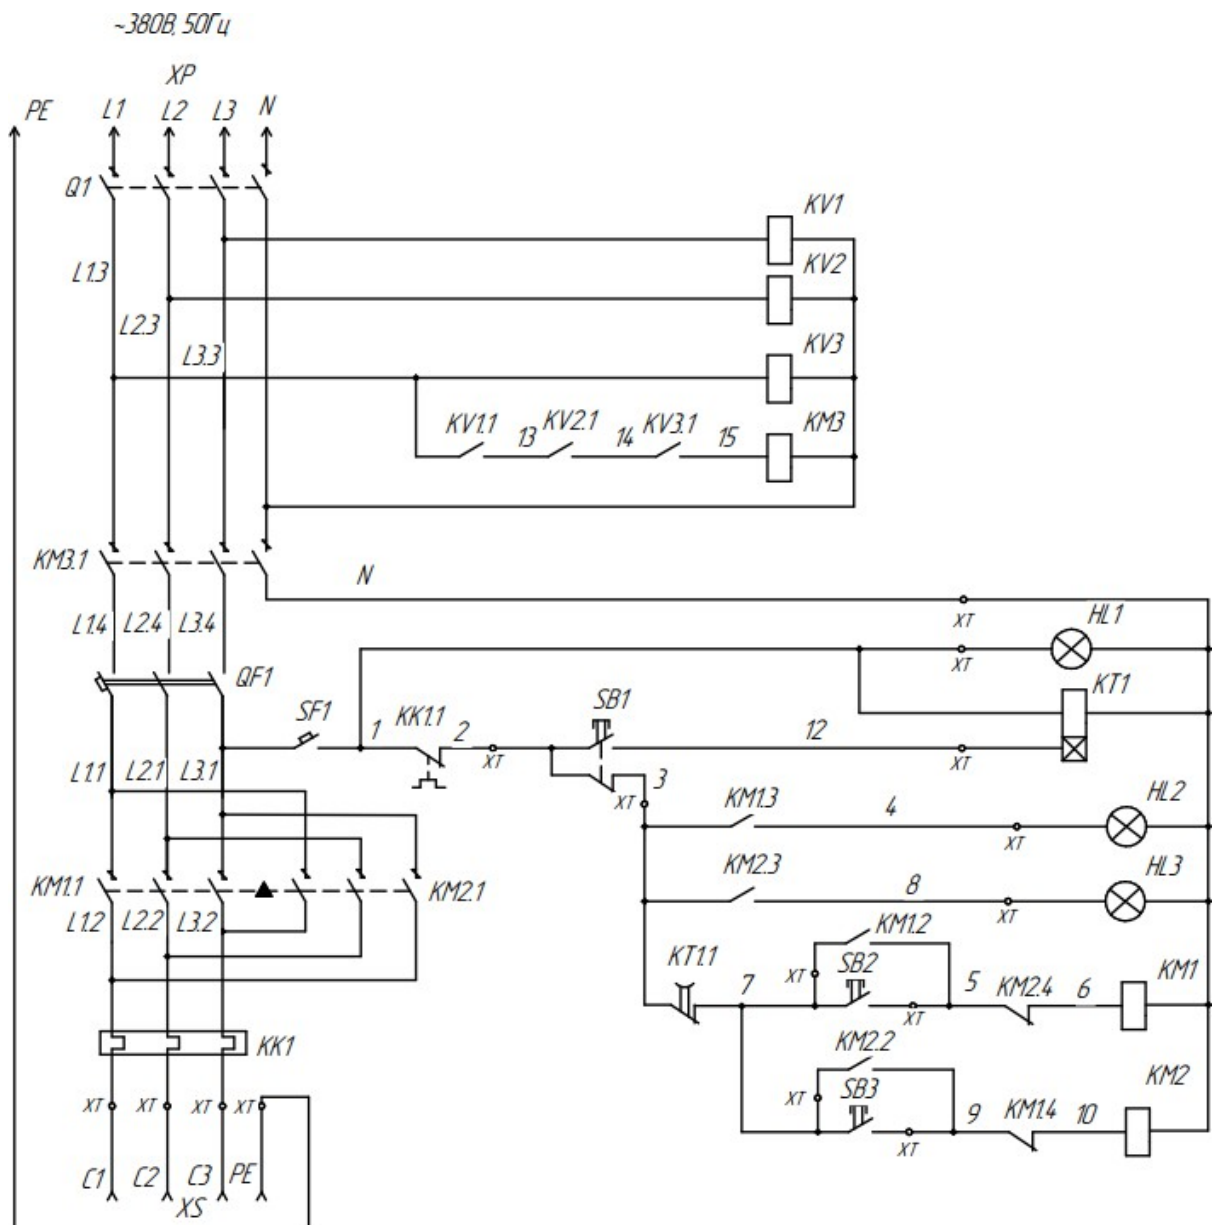 ~380В, 50Гц
XP
PE L1 L2 L3 N
Q1
KV1
KV2
L1.3
L2.3
L3.3
KV3
KV1.1 13 KV2.1 14 KV3.1 15 KM3
KM3.1
N
XT
L1.4 L2.4 L3.4
HL1
XT
QF1
KT1
SF1 1 KK1.1 2 SB1 12
XT XT
L1.1 L2.1 L3.1
3
XT
KM1.3 4 HL2
XT
KM2.3 8 HL3
XT
KM1.1 KM2.1
L1.2 L2.2 L3.2
KM1.2
KT1.1 7 XT SB2 5 KM2.4 6 KM1
XT
KM2.2
KK1
XT SB3 9 KM1.4 10 KM2
XT
XT XT XT XT
C1 C2 C3 PE
XS